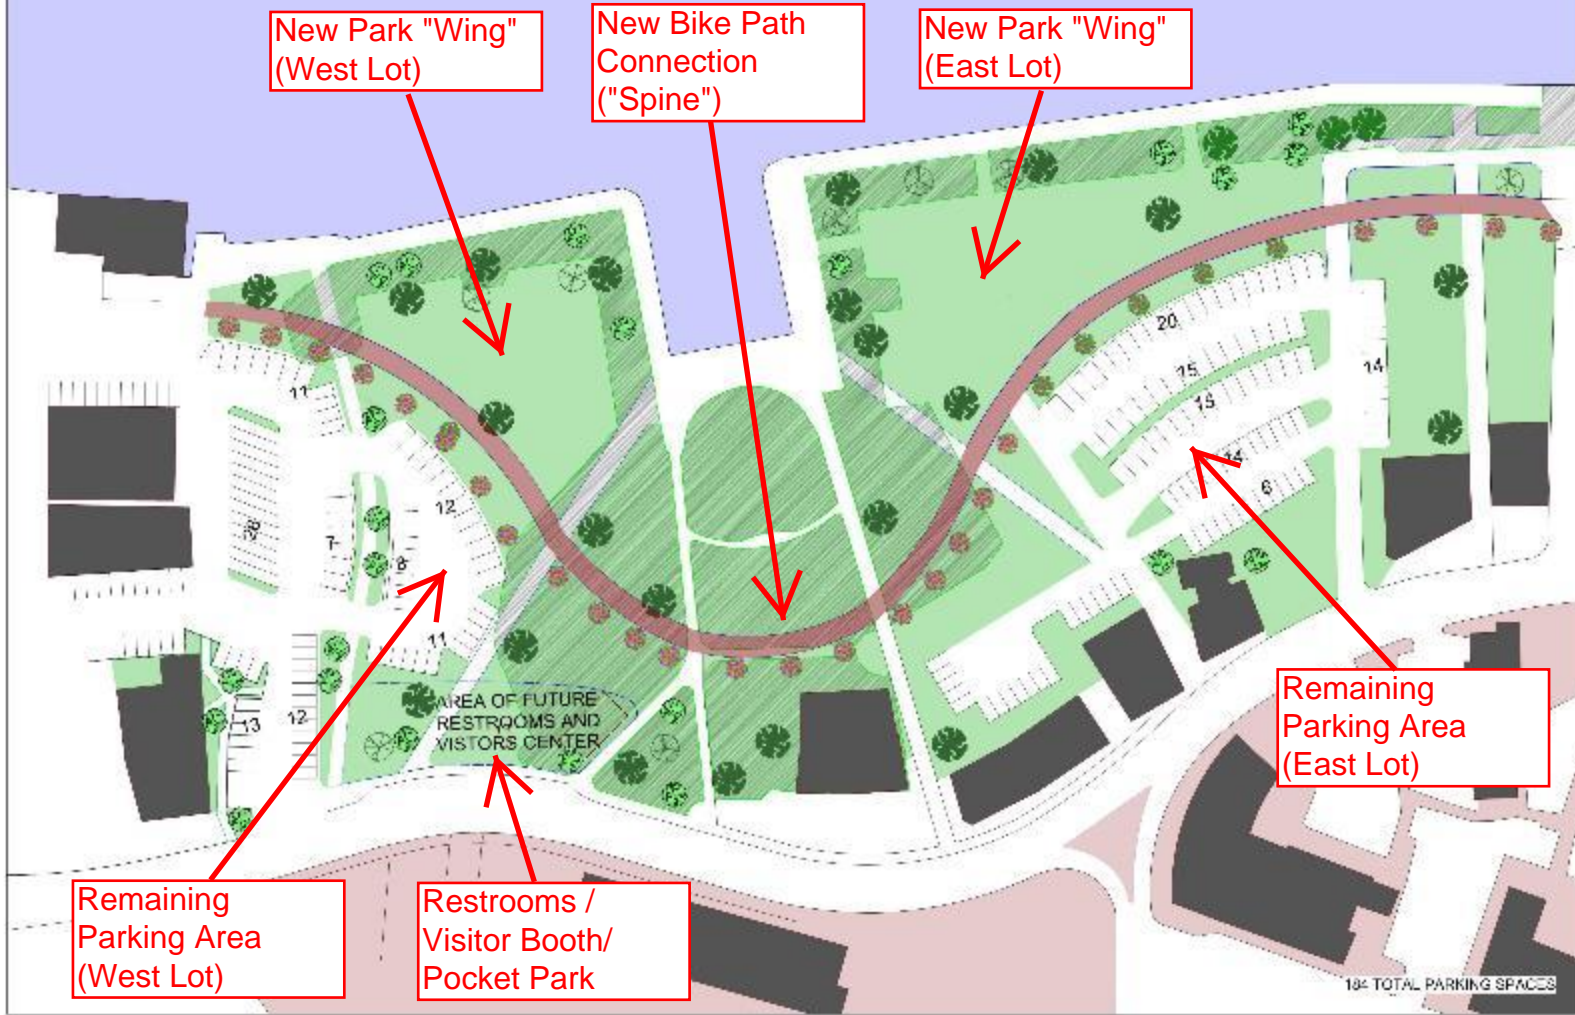 New Park "Wing"
(West Lot)
New Bike Path
Connection
("Spine")
New Park "Wing"
(East Lot)
20
15
15
14
14
6
11
12
7
8
11
13
12
AREA OF FUTURE
RESTROOMS AND
VISTORS CENTER
Remaining
Parking Area
(East Lot)
Remaining
Parking Area
(West Lot)
Restrooms /
Visitor Booth/
Pocket Park
184 TOTAL PARKING SPACES